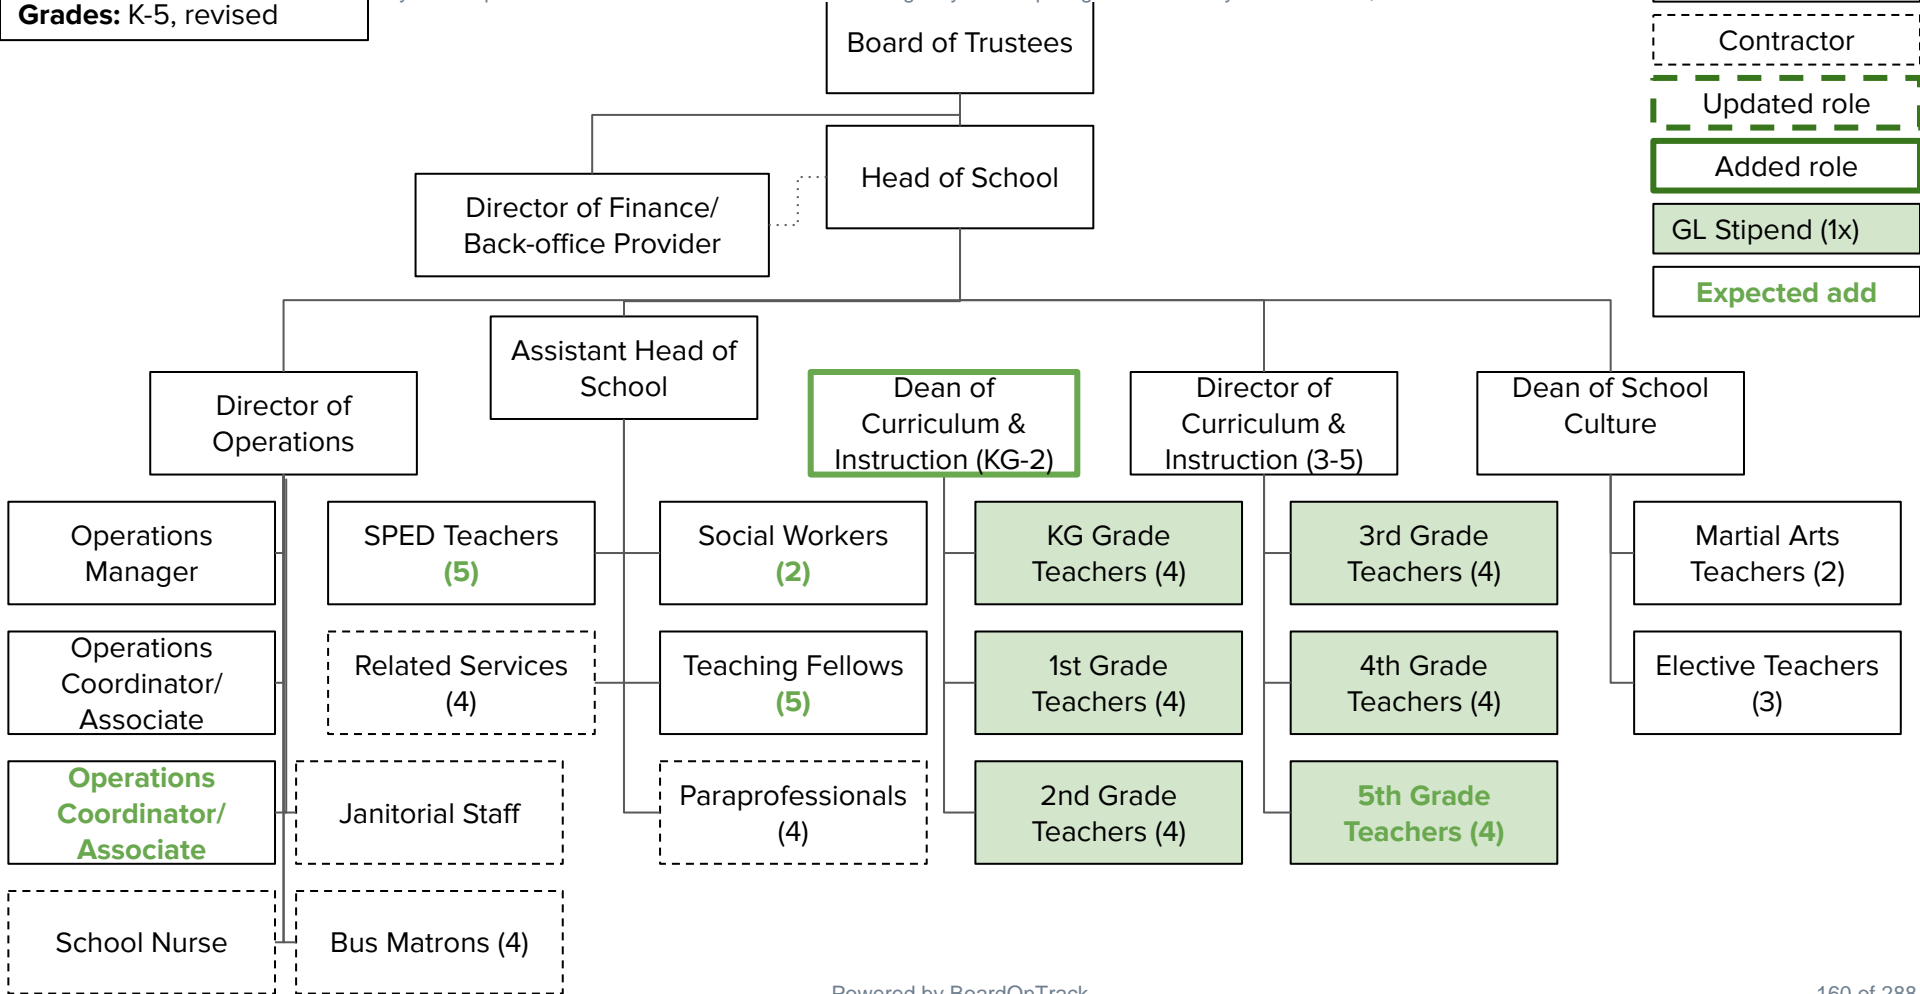 Grades: K-5, revised
Board of Trustees
Contractor
Updated role
Added role
GL Stipend (1x)
Expected add
Head of School
Director of Finance/
Back-office Provider
Assistant Head of
School
Director of
Operations
Dean of
Curriculum &
Instruction (KG-2)
Director of
Curriculum &
Instruction (3-5)
Dean of School
Culture
Operations
Manager
SPED Teachers
(5)
Social Workers
(2)
KG Grade
Teachers (4)
3rd Grade
Teachers (4)
Martial Arts
Teachers (2)
Operations
Coordinator/
Associate
Related Services
(4)
Teaching Fellows
(5)
1st Grade
Teachers (4)
4th Grade
Teachers (4)
Elective Teachers
(3)
Operations
Coordinator/
Associate
Janitorial Staff
Paraprofessionals
(4)
2nd Grade
Teachers (4)
5th Grade
Teachers (4)
School Nurse
Bus Matrons (4)
Powered by BoardOnTrack
160 of 288